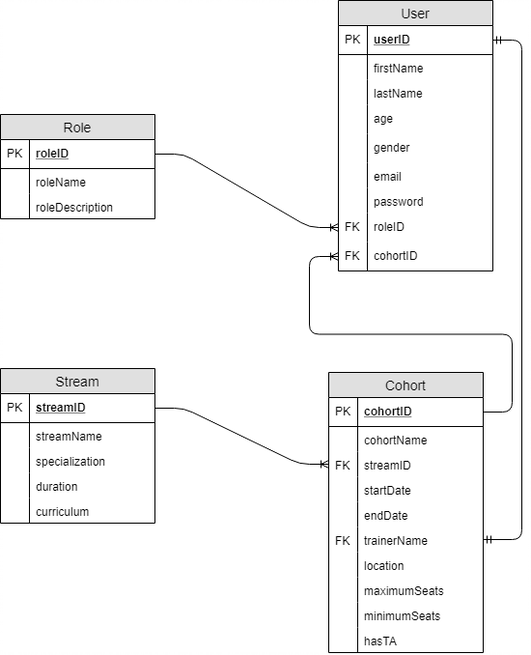 User
PK userID
firstName
lastName
age
gender
email
password
FK roleID
FK cohortID
Role
PK roleID
roleName
roleDescription
Stream
PK streamID
streamName
specialization
duration
curriculum
Cohort
PK cohortID
cohortName
FK streamID
startDate
endDate
FK trainerName
location
maximumSeats
minimumSeats
hasTA